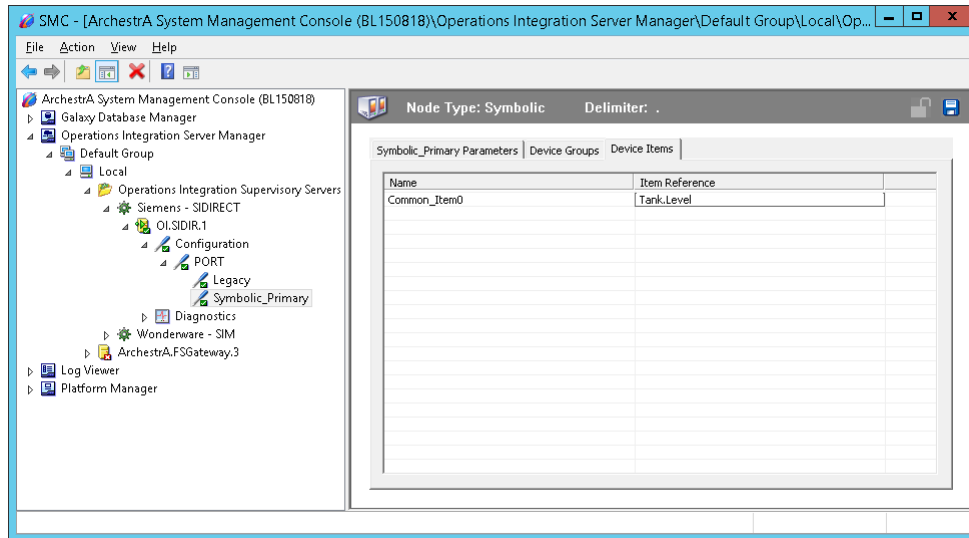 SMC - [ArchestrA System Management Console (BL150818)\Operations Integration Server Manager\Default Group\Local\Op...
File Action View Help
ArchestrA System Management Console (BL150818)
Galaxy Database Manager
Operations Integration Server Manager
Default Group
Local
Operations Integration Supervisory Servers
Siemens - SIDIRECT
OI.SIDIR.1
Configuration
PORT
Legacy
Symbolic_Primary
Diagnostics
Wonderware - SIM
ArchestrA.FSGateway.3
Log Viewer
Platform Manager
Node Type: Symbolic Delimiter: .
Symbolic_Primary Parameters Device Groups Device Items
Name Item Reference
Common_Item0 Tank.Level